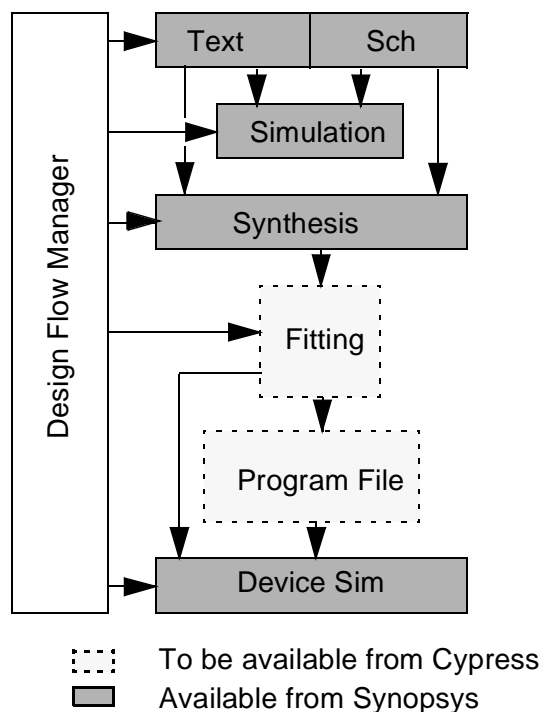 Text Sch
Simulation
Synthesis
Design Flow Manager
Fitting
Program File
Device Sim
To be available from Cypress
Available from Synopsys